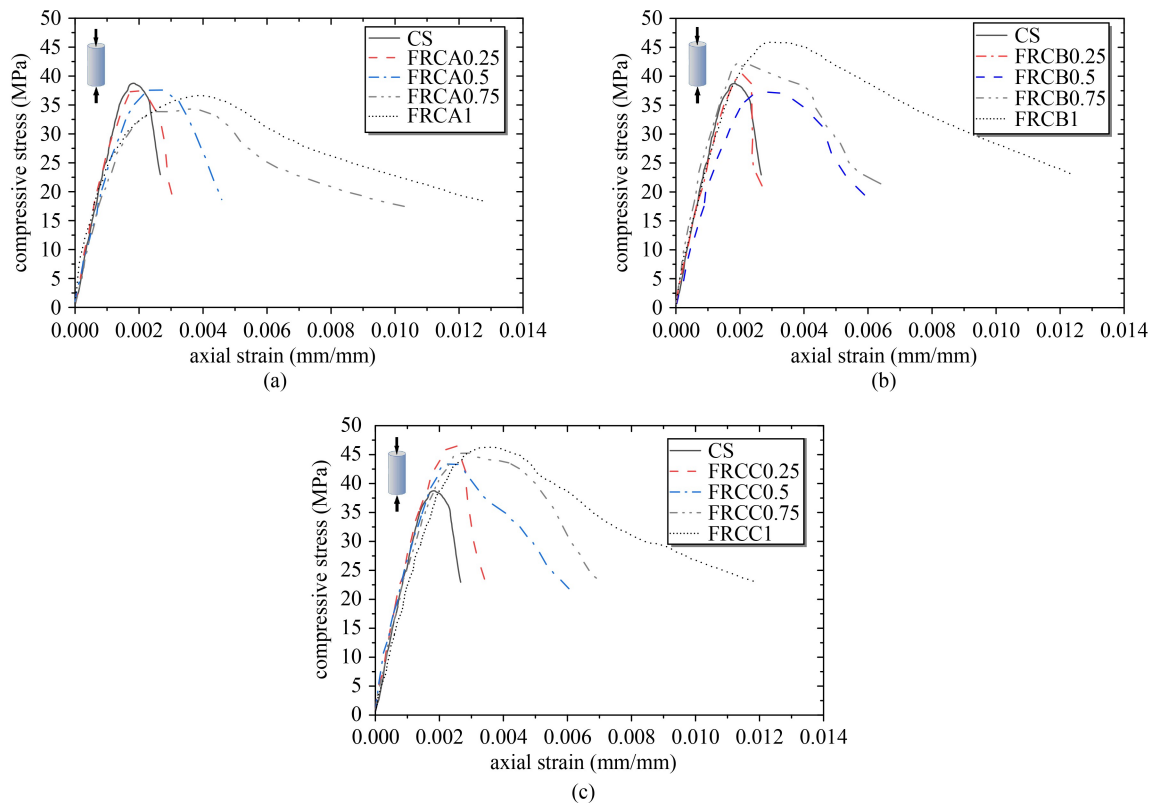 50
45
40
35
30
25
20
15
10
5
0
compressive stress (MPa)
CS
FRCA0.25
FRCA0.5
FRCA0.75
FRCA1
0.000 0.002 0.004 0.006 0.008 0.010 0.012 0.014
axial strain (mm/mm)
(a)
50
45
40
35
30
25
20
15
10
5
0
compressive stress (MPa)
CS
FRCB0.25
FRCB0.5
FRCB0.75
FRCB1
0.000 0.002 0.004 0.006 0.008 0.010 0.012 0.014
axial strain (mm/mm)
(b)
50
45
40
35
30
25
20
15
10
5
0
compressive stress (MPa)
CS
FRCC0.25
FRCC0.5
FRCC0.75
FRCC1
0.000 0.002 0.004 0.006 0.008 0.010 0.012 0.014
axial strain (mm/mm)
(c)